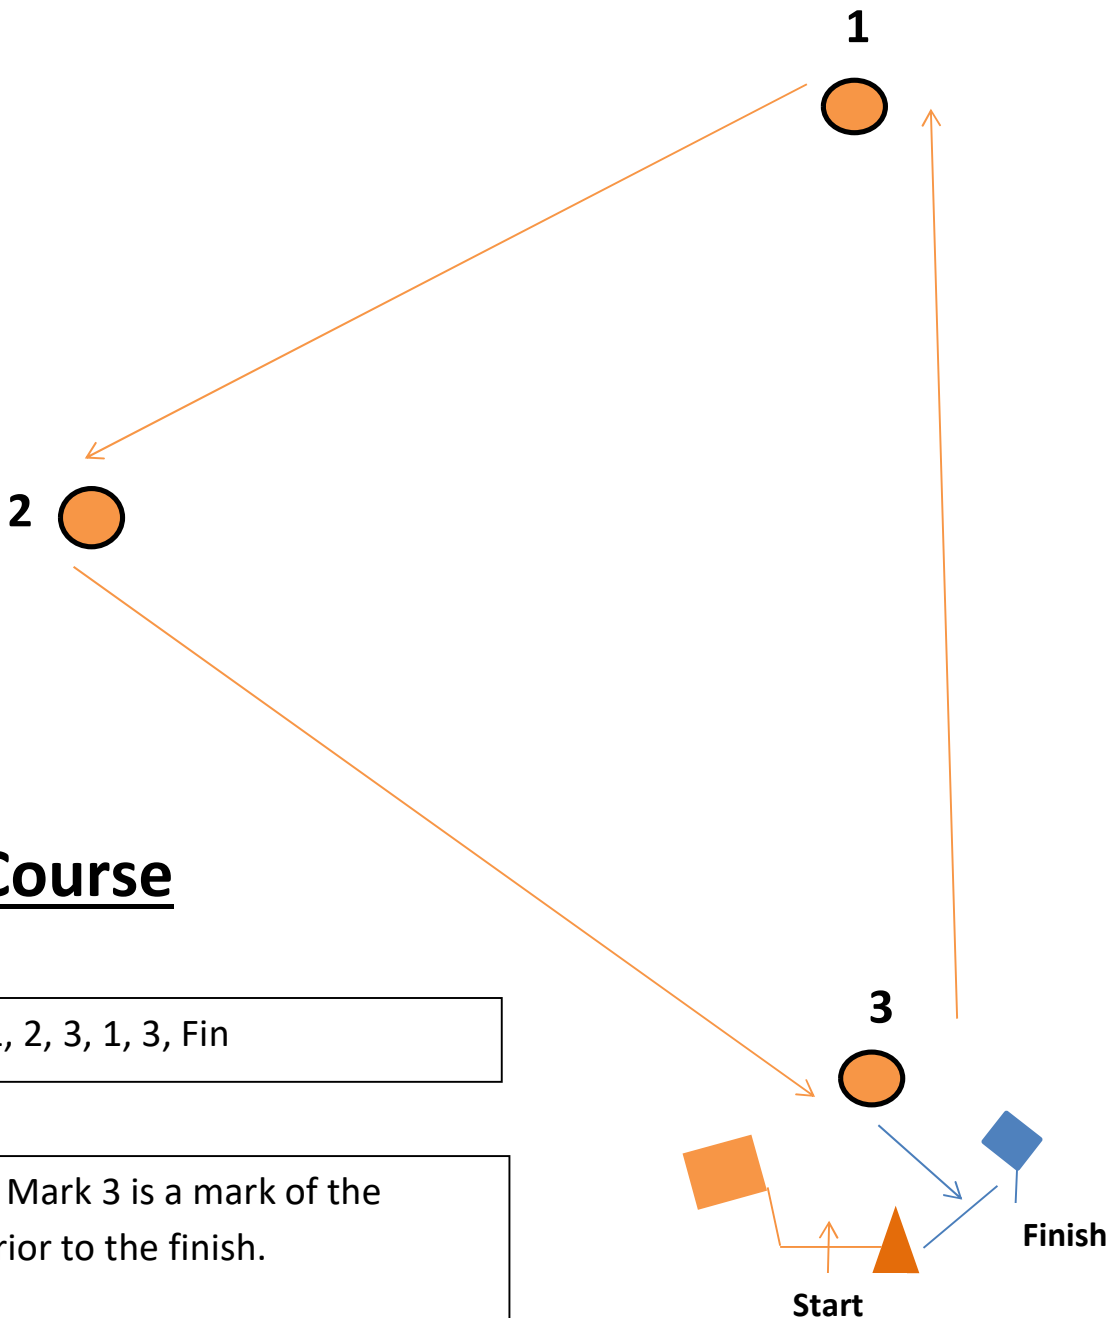 1
2
Course
, 2, 3, 1, 3, Fin
3
Mark 3 is a mark of the
rior to the finish.
Finish
Start